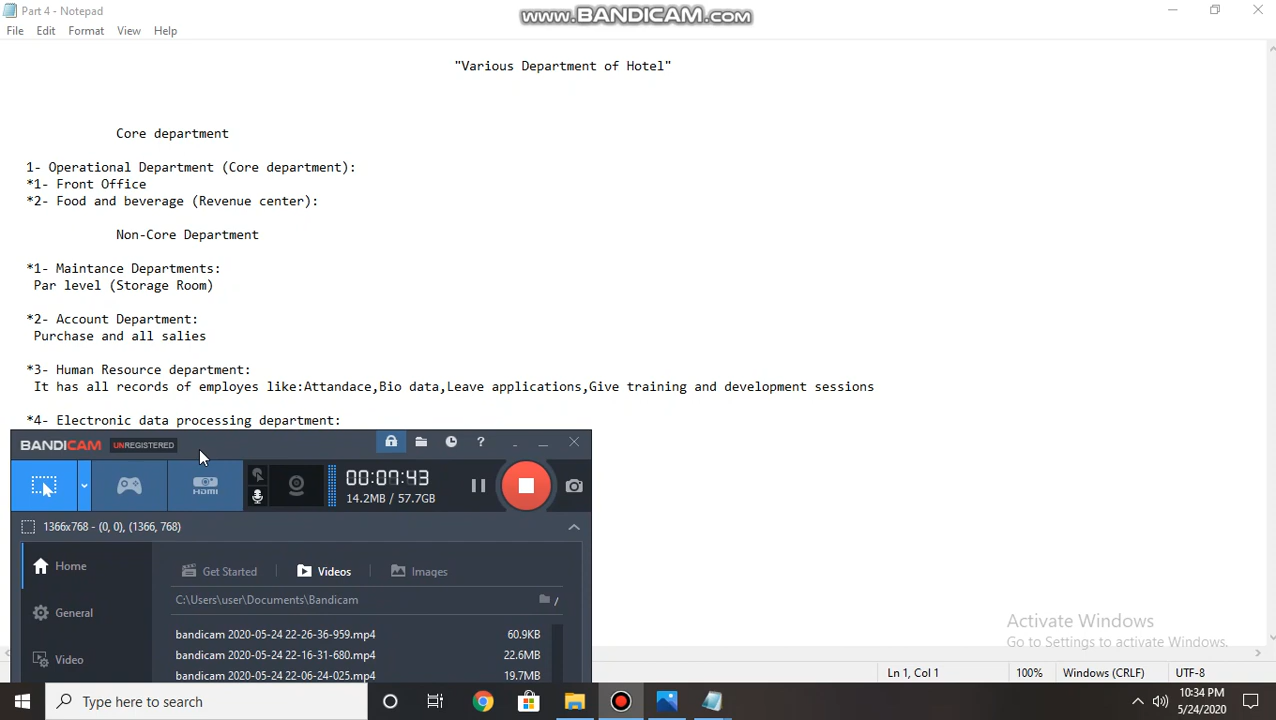 Part 4 - Notepad
www.BANDICAM.com
File Edit Format View Help
"Various Department of Hotel"
Core department
1- Operational Department (Core department):
*1- Front Office
*2- Food and beverage (Revenue center):
Non-Core Department
*1- Maintance Departments:
Par level (Storage Room)
*2- Account Department:
Purchase and all salies
*3- Human Resource department:
It has all records of employes like:Attandace,Bio data,Leave applications,Give training and development sessions
*4- Electronic data processing department:
BANDICAM UNREGISTERED
HDMI
00:07:43
14.2MB / 57.7GB
1366x768 - (0, 0), (1366, 768)
Home
General
Video
Get Started Videos Images
C:\Users\user\Documents\Bandicam
bandicam 2020-05-24 22-26-36-959.mp4 60.9KB
bandicam 2020-05-24 22-16-31-680.mp4 22.6MB
bandicam 2020-05-24 22-06-24-025.mp4 19.7MB
Activate Windows
Go to Settings to activate Windows.
Ln 1, Col 1 100% Windows (CRLF) UTF-8
Type here to search
10:34 PM
5/24/2020